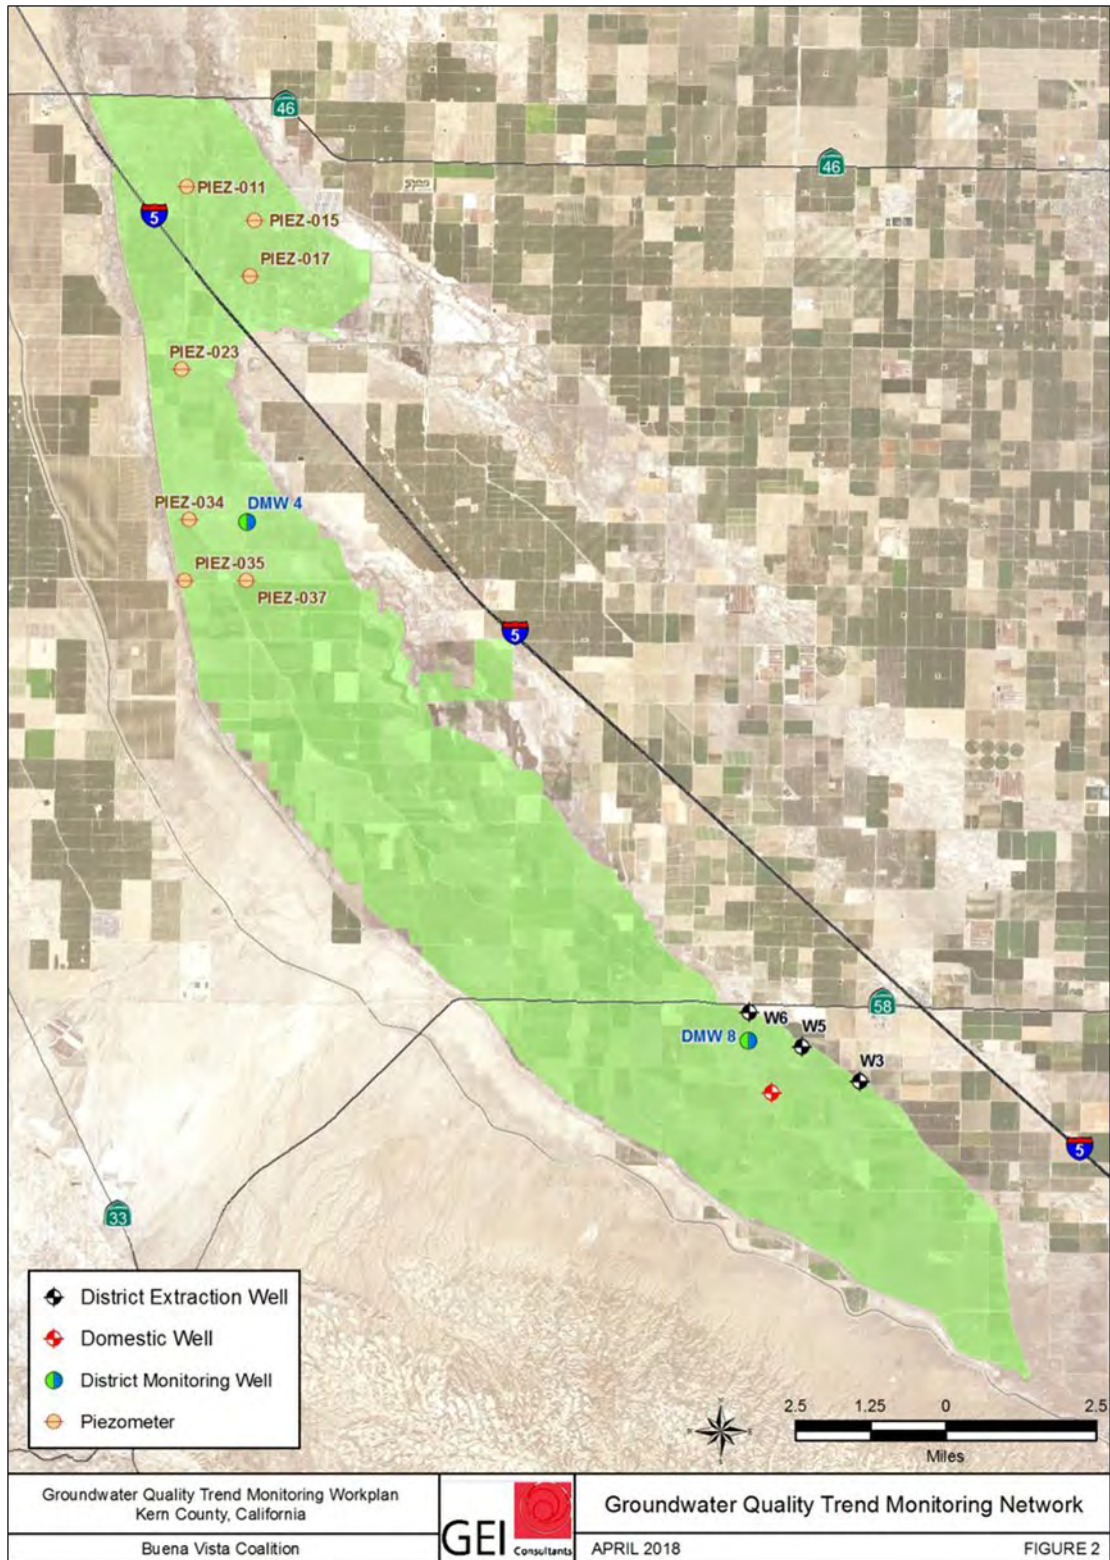 46
46
PIEZ-011
5
PIEZ-015
PIEZ-017
PIEZ-023
PIEZ-034
DMW 4
PIEZ-035
PIEZ-037
5
58
W6
W5
DMW 8
W3
5
33
District Extraction Well
Domestic Well
District Monitoring Well
Piezometer
2.5 1.25 0 2.5
Miles
Groundwater Quality Trend Monitoring Workplan
Kern County, California
Buena Vista Coalition
GEI Consultants
Groundwater Quality Trend Monitoring Network
APRIL 2018
FIGURE 2